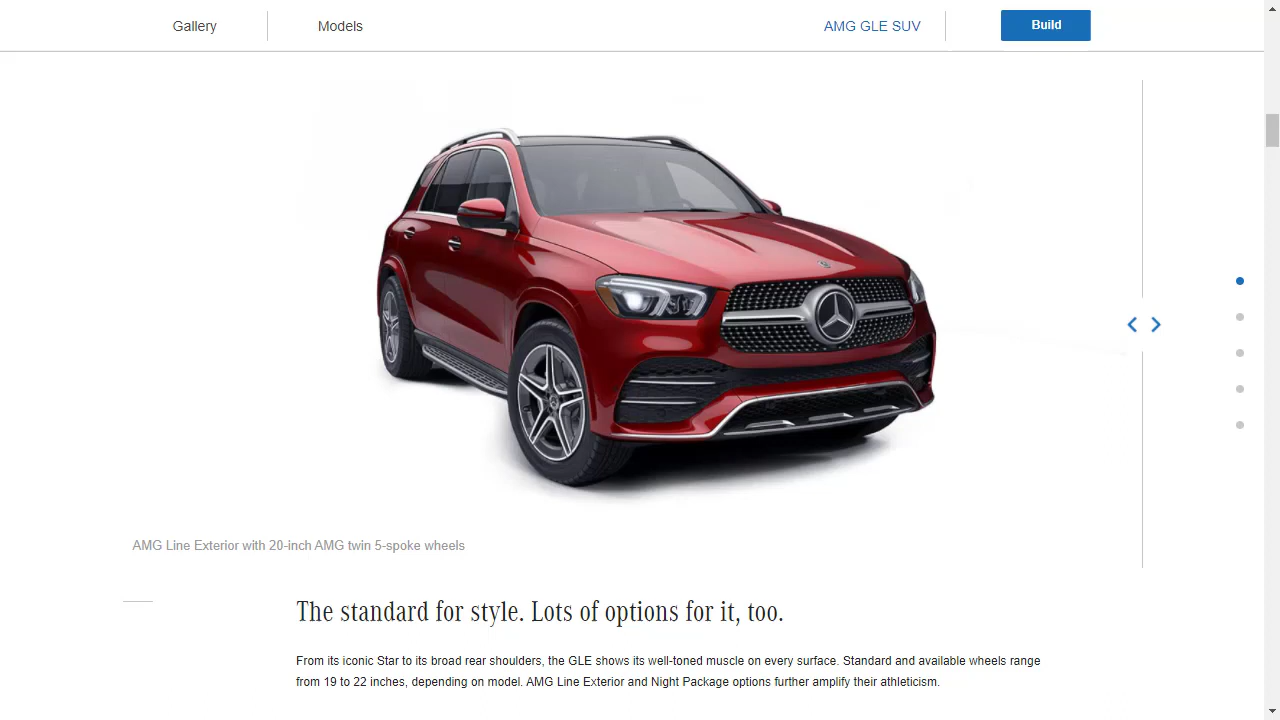 Gallery
Models
AMG GLE SUV
Build
AMG Line Exterior with 20-inch AMG twin 5-spoke wheels
The standard for style. Lots of options for it, too.
From its iconic Star to its broad rear shoulders, the GLE shows its well-toned muscle on every surface. Standard and available wheels range
from 19 to 22 inches, depending on model. AMG Line Exterior and Night Package options further amplify their athleticism.